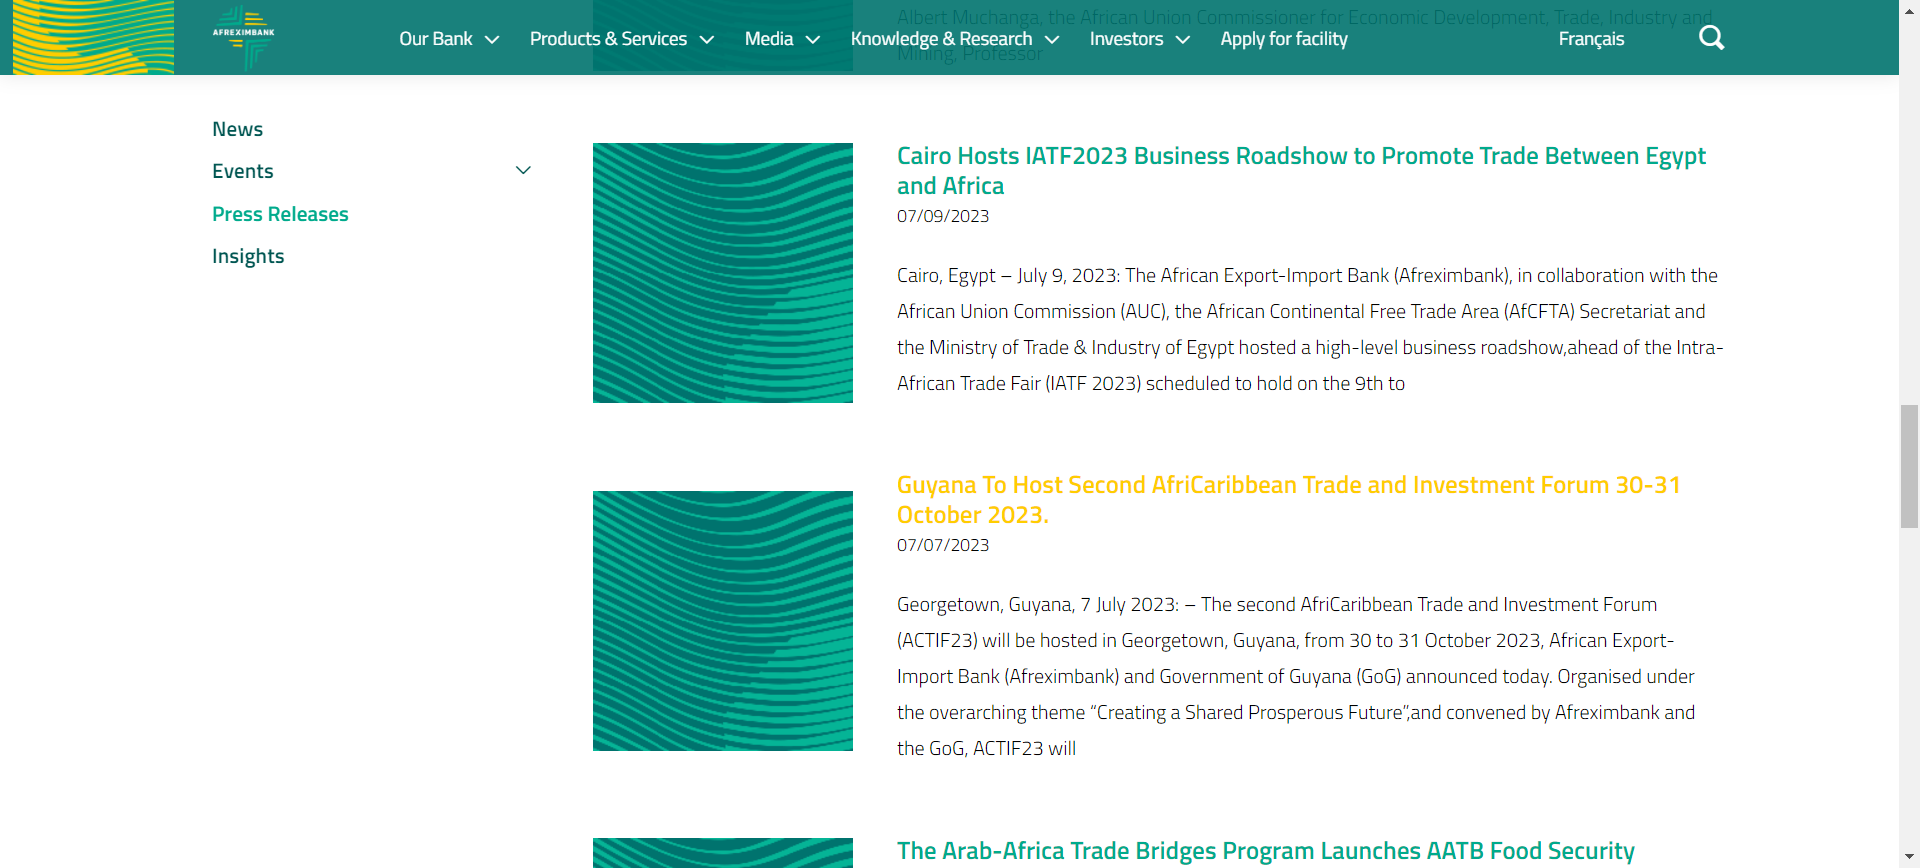 Albert Muchanga, the African Union Commissioner for Economic Development, Trade, Industry and
Mining, Professor
AFREXIMBANK
Our Bank
Products & Services
Media
Knowledge & Research
Investors
Apply for facility
Français
News
Events
Press Releases
Insights
Cairo Hosts IATF2023 Business Roadshow to Promote Trade Between Egypt
and Africa
07/09/2023
Cairo, Egypt – July 9, 2023: The African Export-Import Bank (Afreximbank), in collaboration with the
African Union Commission (AUC), the African Continental Free Trade Area (AfCFTA) Secretariat and
the Ministry of Trade & Industry of Egypt hosted a high-level business roadshow,ahead of the Intra-
African Trade Fair (IATF 2023) scheduled to hold on the 9th to
Guyana To Host Second AfriCaribbean Trade and Investment Forum 30-31
October 2023.
07/07/2023
Georgetown, Guyana, 7 July 2023: – The second AfriCaribbean Trade and Investment Forum
(ACTIF23) will be hosted in Georgetown, Guyana, from 30 to 31 October 2023, African Export-
Import Bank (Afreximbank) and Government of Guyana (GoG) announced today. Organised under
the overarching theme “Creating a Shared Prosperous Future”,and convened by Afreximbank and
the GoG, ACTIF23 will
The Arab-Africa Trade Bridges Program Launches AATB Food Security